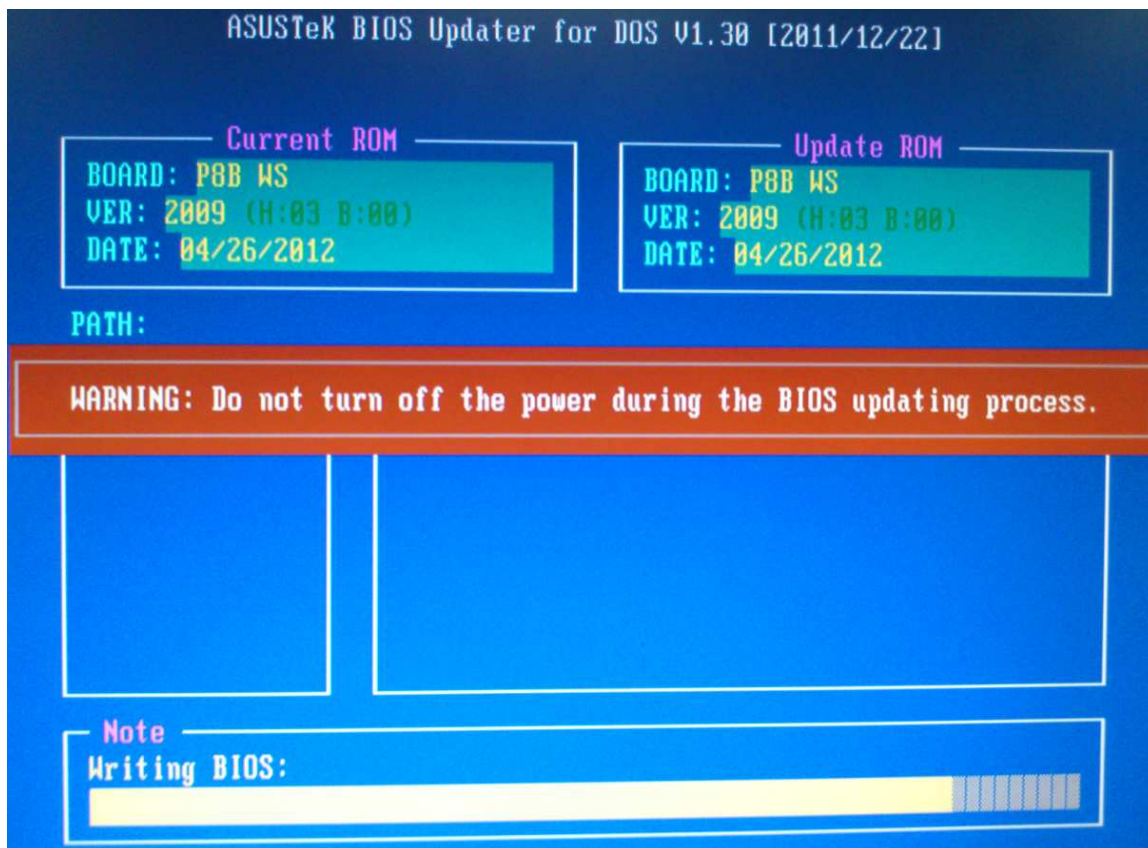 ASUSTeK BIOS Updater for DOS V1.30 [2011/12/22]
Current ROM
BOARD: P8B WS
VER: 2009 (H:03 B:00)
DATE: 04/26/2012
Update ROM
BOARD: P8B WS
VER: 2009 (H:03 B:00)
DATE: 04/26/2012
PATH:
WARNING: Do not turn off the power during the BIOS updating process.
Note
Writing BIOS: